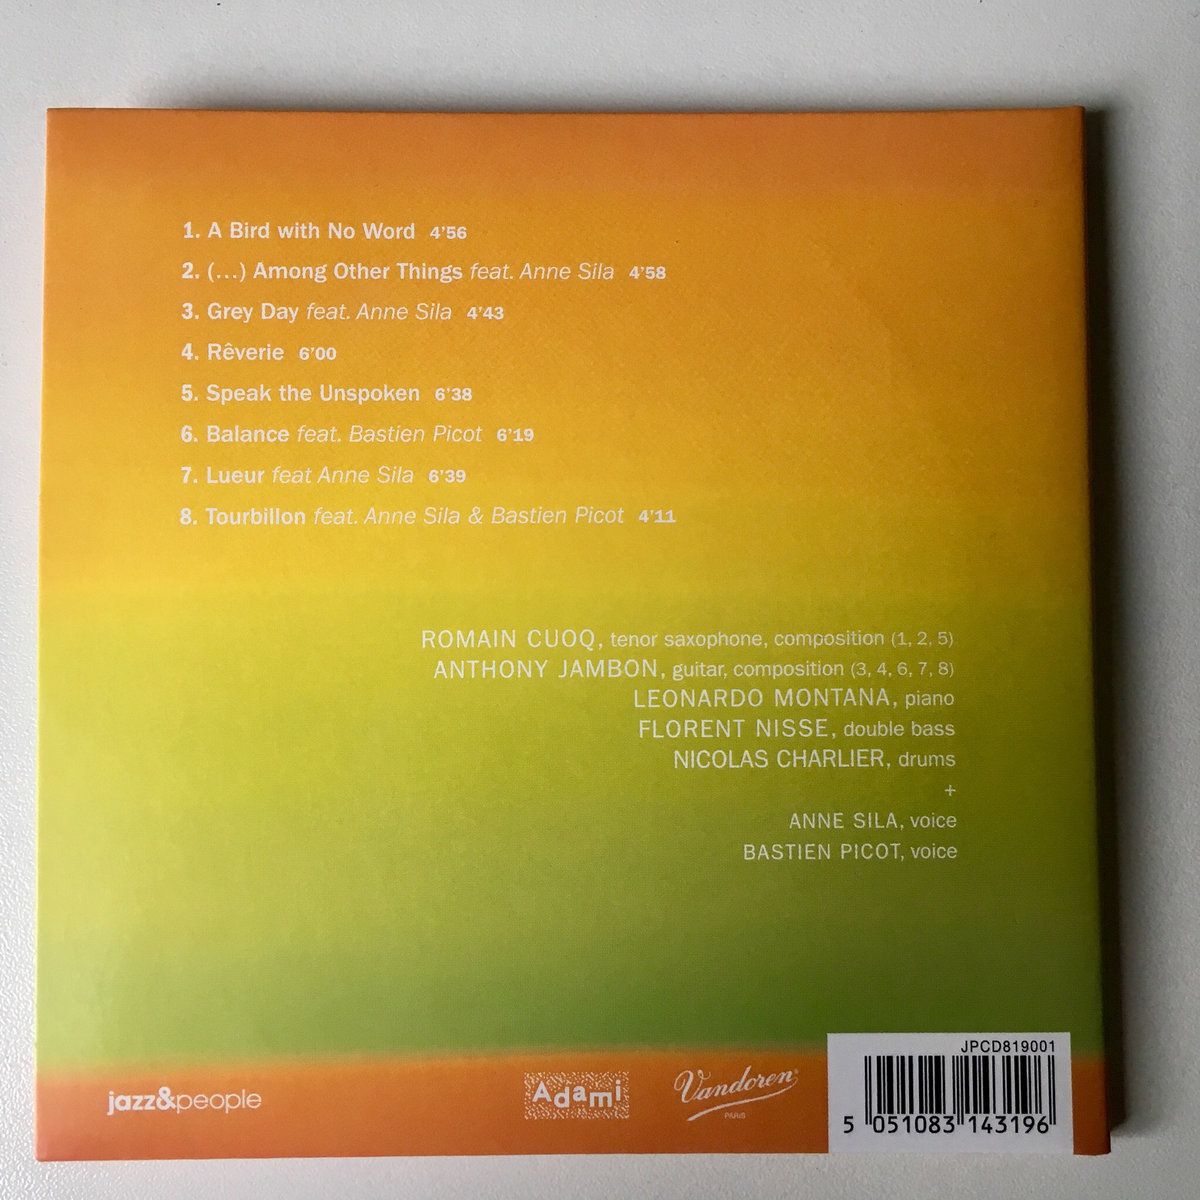 1. A Bird with No Word 4'56
2. (...) Among Other Things feat. Anne Sila 4'58
3. Grey Day feat. Anne Sila 4'43
4. Rêverie 6'00
5. Speak the Unspoken 6'38
6. Balance feat. Bastien Picot 6'19
7. Lueur feat Anne Sila 6'39
8. Tourbillon feat. Anne Sila & Bastien Picot 4'11
ROMAIN CUOQ, tenor saxophone, composition (1, 2, 5)
ANTHONY JAMBON, guitar, composition (3, 4, 6, 7, 8)
LEONARDO MONTANA, piano
FLORENT NISSE, double bass
NICOLAS CHARLIER, drums
+
ANNE SILA, voice
BASTIEN PICOT, voice
jazz&people
Adami
Vandoren
PARIS
JPCD819001
5 051083 143196